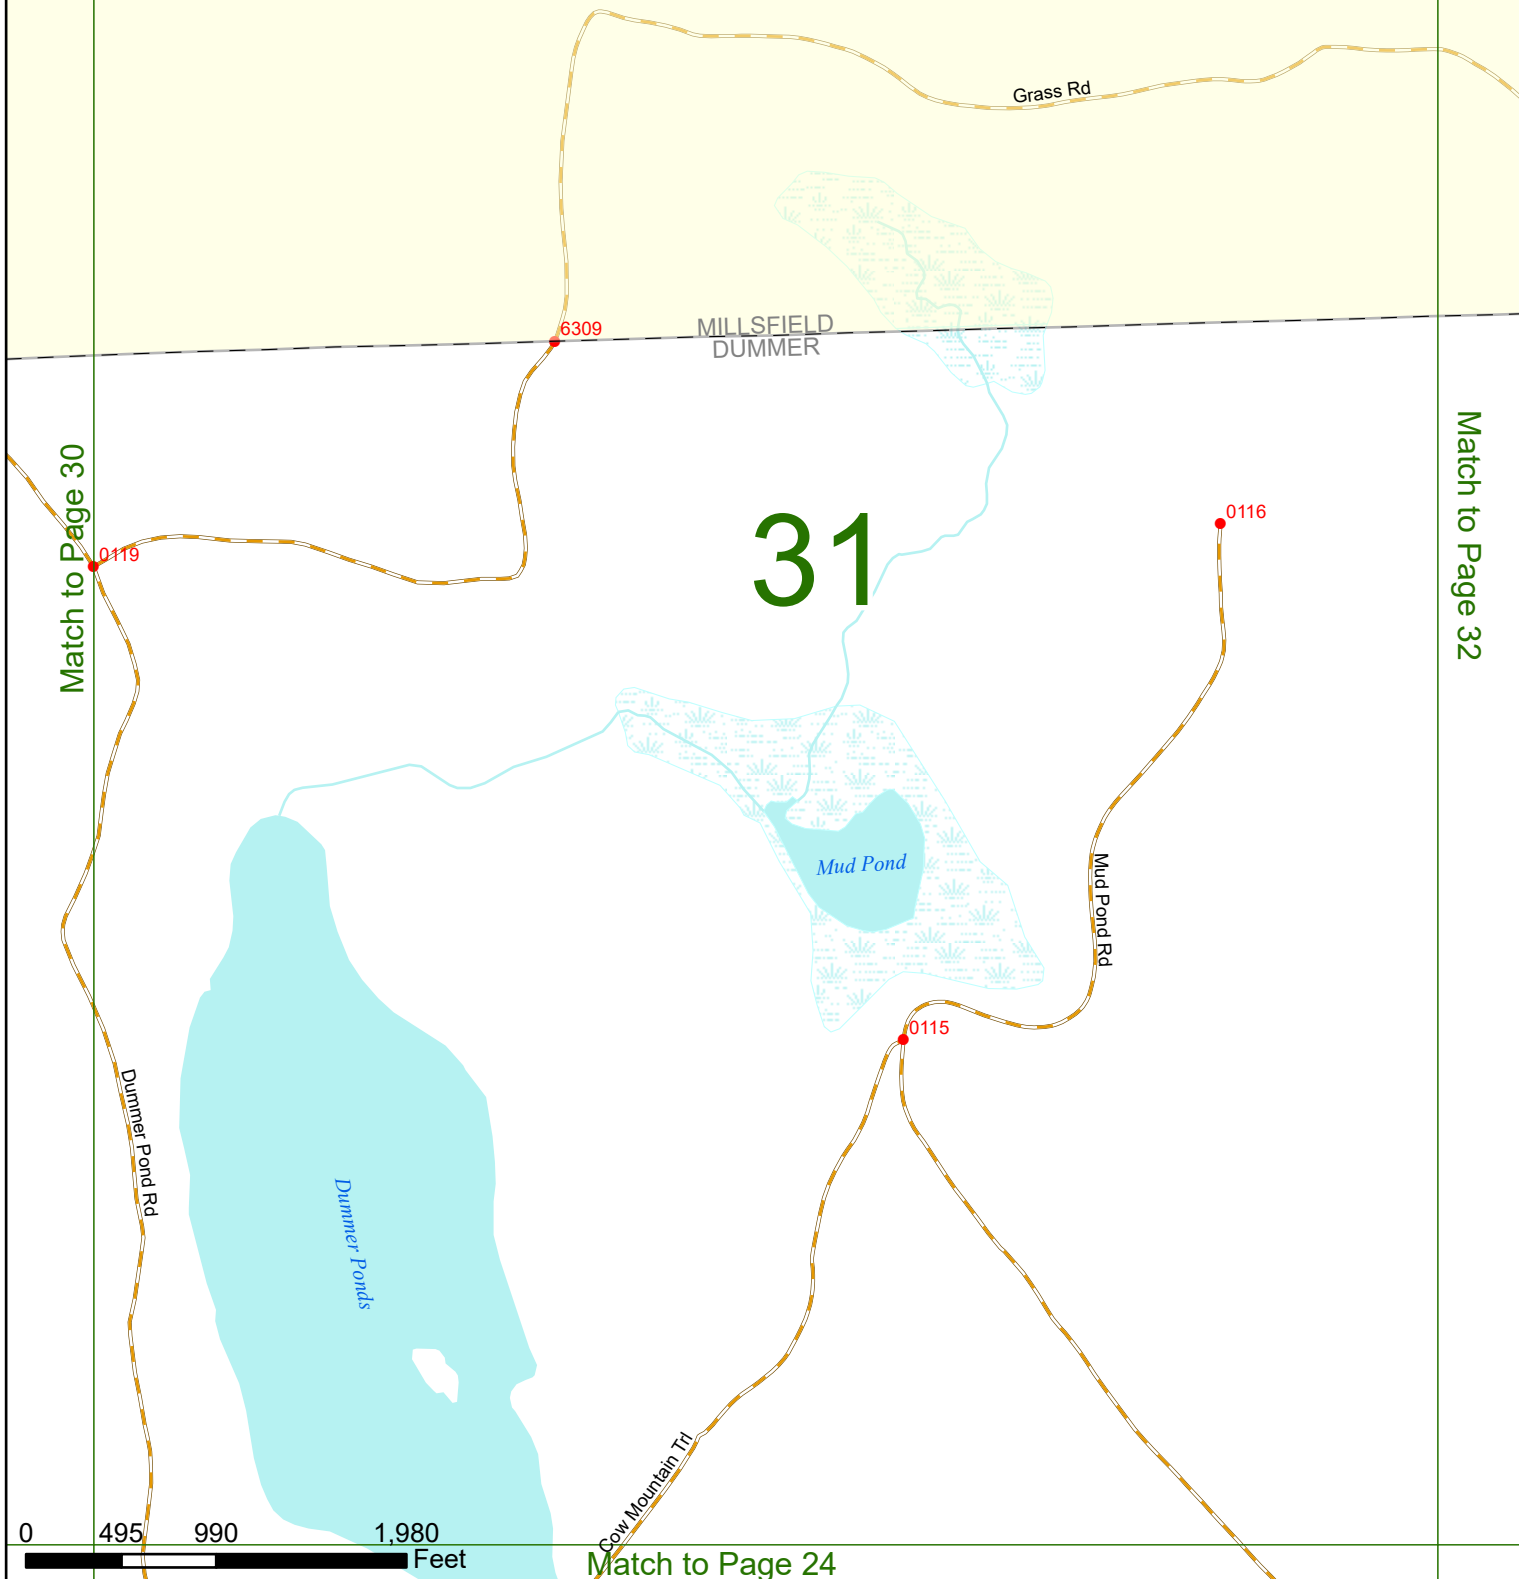 Grass Rd
6309
MILLSFIELD
DUMMER
Match to Page 30
Match to Page 32
0119
31
0116
Mud Pond
Mud Pond Rd
0115
Dummer Pond Rd
Dummer Ponds
Cow Mountain Trl
0 495 990 1,980
Feet
Match to Page 24